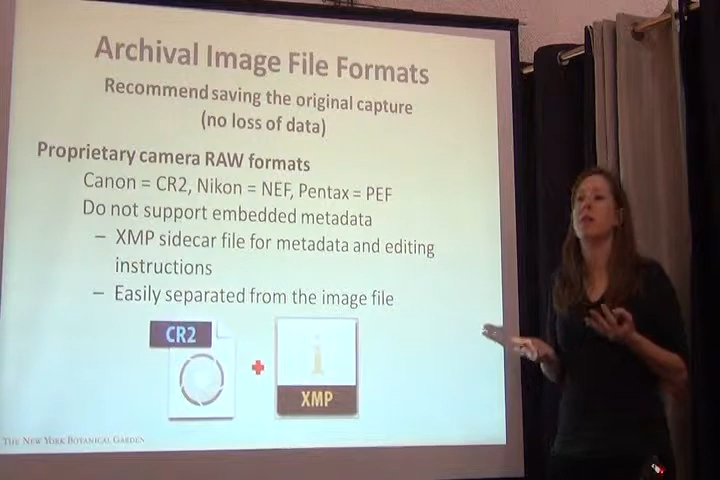 Archival Image File Formats
Recommend saving the original capture
(no loss of data)
Proprietary camera RAW formats
Canon = CR2, Nikon = NEF, Pentax = PEF
Do not support embedded metadata
– XMP sidecar file for metadata and editing
instructions
– Easily separated from the image file
CR2
+
i
XMP
THE NEW YORK BOTANICAL GARDEN